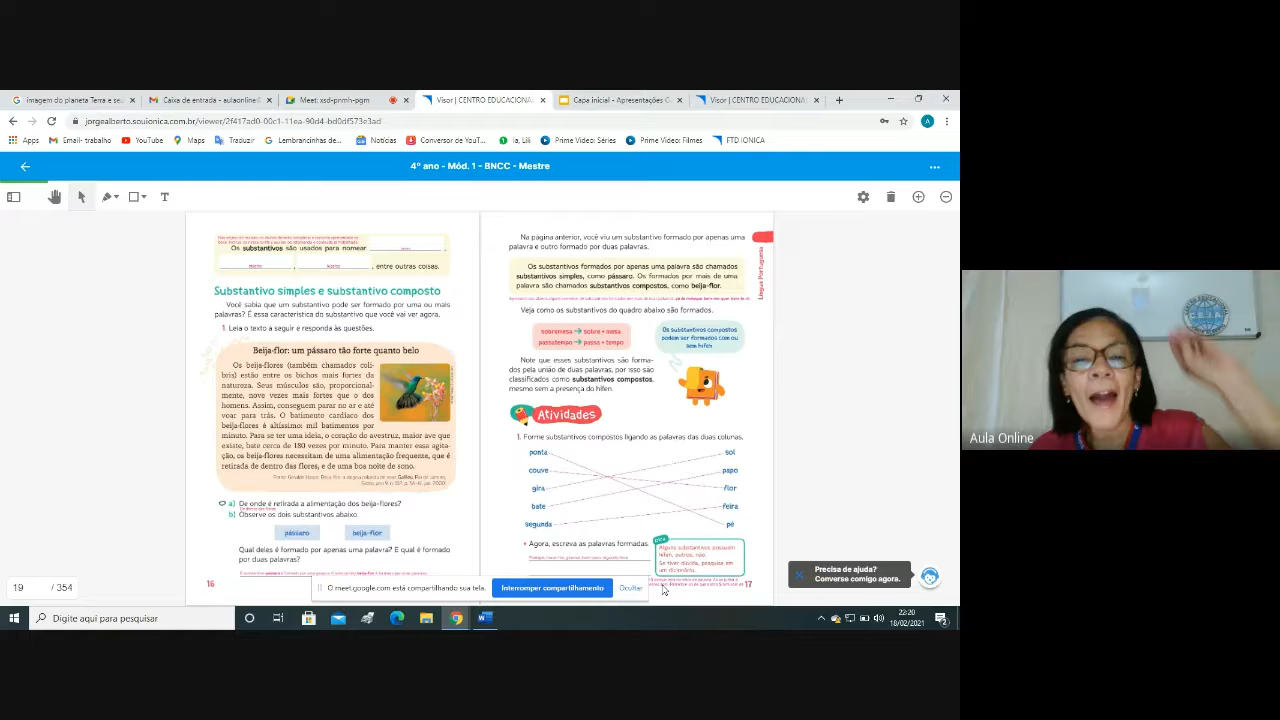 imagem do planeta Terra e se
Caixa de entrada - aulaonline@
Meet: xsd-pnmh-pgm
Visor | CENTRO EDUCACIONAL
Capa inicial - Apresentações G
Visor | CENTRO EDUCACIONAL
jorgealberto.souionica.com.br/viewer/2f417ad0-00c1-11ea-90d4-bd0df573e3ad
Apps
Email- trabalho
YouTube
Maps
Traduzir
Lembrancinhas de...
Notícias
Conversor de YouT...
ia, Lili
Prime Video: Séries
Prime Video: Filmes
FTD IONICA
4º ano - Mód. 1 - BNCC - Mestre
Os substantivos são usados para nomear
, entre outras coisas.
Substantivo simples e substantivo composto
Você sabia que um substantivo pode ser formado por uma ou mais
palavras? É essa característica do substantivo que você vai ver agora.
1. Leia o texto a seguir e responda às questões.
Beija-flor: um pássaro tão forte quanto belo
Os beija-flores (também chamados coli-
bris) estão entre os bichos mais fortes da
natureza. Seus músculos são, proporcional-
mente, nove vezes mais fortes que o dos
homens. Assim, conseguem parar no ar e até
voar para trás. O batimento cardíaco dos
beija-flores é altíssimo: mil batimentos por
minuto. Para se ter uma ideia, o coração do avestruz, maior ave que
existe, bate cerca de 180 vezes por minuto. Para manter essa agita-
ção, os beija-flores necessitam de uma alimentação frequente, que é
retirada de dentro das flores, e de uma boa noite de sono.
a) De onde é retirada a alimentação dos beija-flores?
b) Observe os dois substantivos abaixo.
pássaro
beija-flor
Qual deles é formado por apenas uma palavra? E qual é formado
por duas palavras?
16
Na página anterior, você viu um substantivo formado por apenas uma
palavra e outro formado por duas palavras.
Os substantivos formados por apenas uma palavra são chamados
substantivos simples, como pássaro. Os formados por mais de uma
palavra são chamados substantivos compostos, como beija-flor.
Língua Portuguesa
Veja como os substantivos do quadro abaixo são formados.
sobremesa → sobre + mesa
passatempo → passa + tempo
Os substantivos compostos
podem ser formados com ou
sem hífen
Note que esses substantivos são forma-
dos pela união de duas palavras, por isso são
classificados como substantivos compostos,
mesmo sem a presença do hífen.
Atividades
1. Forme substantivos compostos ligando as palavras das duas colunas.
ponta sol
couve papo
gira flor
bate feira
segunda pé
• Agora, escreva as palavras formadas.
Dica
Alguns substantivos possuem
hífen, outros, não.
Se tiver dúvida, pesquise em
um dicionário.
17
19 / 354
O meet.google.com está compartilhando sua tela.
Interromper compartilhamento
Ocultar
Precisa de ajuda?
Converse comigo agora.
Digite aqui para pesquisar
22:20
18/02/2021
2
Aula Online